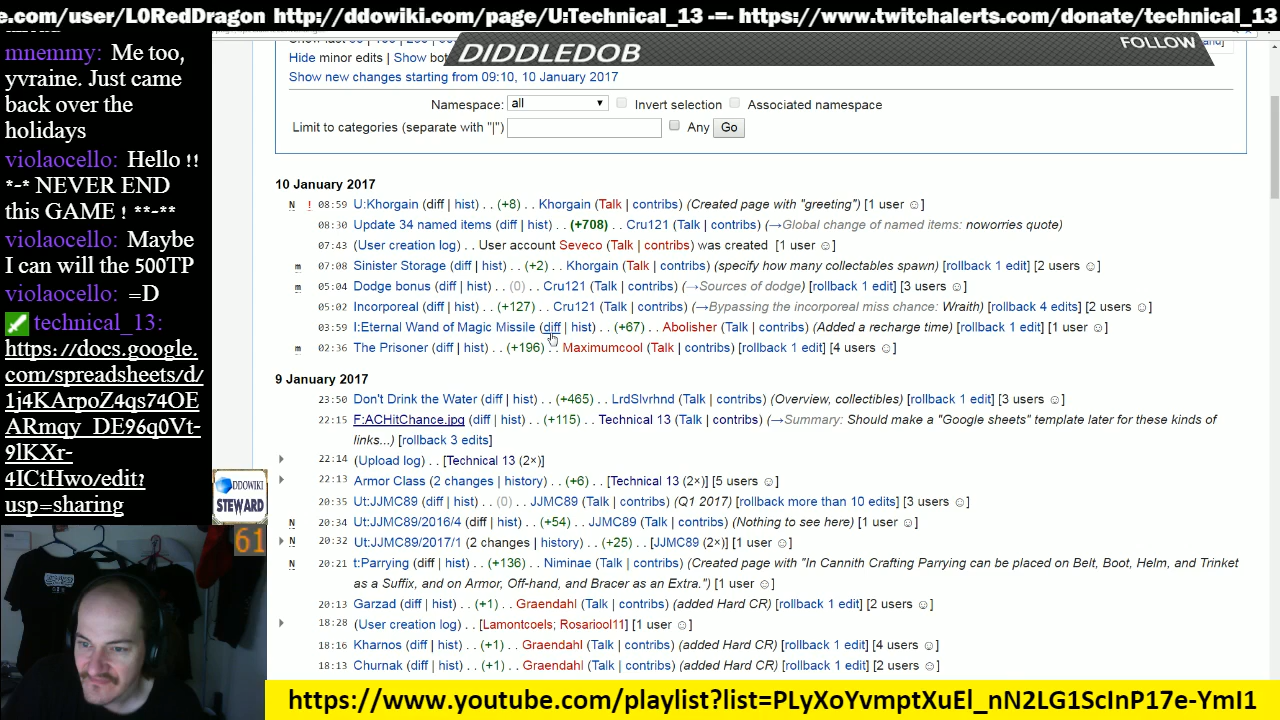 e.com/user/L0RedDragon http://ddowiki.com/page/U:Technical_13 -=- https://www.twitchalerts.com/donate/technical_13
mnemmy: Me too,
yvraine. Just came
back over the
holidays
violaocello: Hello !!
*-* NEVER END
this GAME ! **-**
violaocello: Maybe
I can will the 500TP
violaocello: =D
technical_13:
https://docs.google.
com/spreadsheets/d/
1j4KArpoZ4qs74OE
ARmqy_DE96q0Vt-
9lKXr-
4ICtHwo/edit?
usp=sharing
DDOWIKI
STEWARD
61
DIDDLEDOB
FOLLOW
Hide minor edits | Show bot
Show new changes starting from 09:10, 10 January 2017
Namespace: all Invert selection Associated namespace
Limit to categories (separate with "|") Any Go
10 January 2017
N ! 08:59 U:Khorgain (diff | hist) . . (+8) . . Khorgain (Talk | contribs) (Created page with "greeting") [1 user ☺]
08:30 Update 34 named items (diff | hist) . . (+708) . . Cru121 (Talk | contribs) (→Global change of named items: noworries quote)
07:43 (User creation log) . . User account Seveco (Talk | contribs) was created [1 user ☺]
m 07:08 Sinister Storage (diff | hist) . . (+2) . . Khorgain (Talk | contribs) (specify how many collectables spawn) [rollback 1 edit] [2 users ☺]
m 05:04 Dodge bonus (diff | hist) . . (0) . . Cru121 (Talk | contribs) (→Sources of dodge) [rollback 1 edit] [3 users ☺]
05:02 Incorporeal (diff | hist) . . (+127) . . Cru121 (Talk | contribs) (→Bypassing the incorporeal miss chance: Wraith) [rollback 4 edits] [2 users ☺]
03:59 I:Eternal Wand of Magic Missile (diff | hist) . . (+67) . . Abolisher (Talk | contribs) (Added a recharge time) [rollback 1 edit] [1 user ☺]
m 02:36 The Prisoner (diff | hist) . . (+196) . . Maximumcool (Talk | contribs) [rollback 1 edit] [4 users ☺]
9 January 2017
23:50 Don't Drink the Water (diff | hist) . . (+465) . . LrdSlvrhnd (Talk | contribs) (Overview, collectibles) [rollback 1 edit] [3 users ☺]
22:15 F:ACHitChance.jpg (diff | hist) . . (+115) . . Technical 13 (Talk | contribs) (→Summary: Should make a "Google sheets" template later for these kinds of
links...) [rollback 3 edits]
22:14 (Upload log) . . [Technical 13 (2×)]
22:13 Armor Class (2 changes | history) . . (+6) . . [Technical 13 (2×)] [5 users ☺]
20:35 Ut:JJMC89 (diff | hist) . . (0) . . JJMC89 (Talk | contribs) (Q1 2017) [rollback more than 10 edits] [3 users ☺]
N 20:34 Ut:JJMC89/2016/4 (diff | hist) . . (+54) . . JJMC89 (Talk | contribs) (Nothing to see here) [1 user ☺]
N 20:32 Ut:JJMC89/2017/1 (2 changes | history) . . (+25) . . [JJMC89 (2×)] [1 user ☺]
N 20:21 t:Parrying (diff | hist) . . (+136) . . Niminae (Talk | contribs) (Created page with "In Cannith Crafting Parrying can be placed on Belt, Boot, Helm, and Trinket
as a Suffix, and on Armor, Off-hand, and Bracer as an Extra.") [1 user ☺]
20:13 Garzad (diff | hist) . . (+1) . . Graendahl (Talk | contribs) (added Hard CR) [rollback 1 edit] [2 users ☺]
18:28 (User creation log) . . [Lamontcoels; Rosariool11] [1 user ☺]
18:16 Kharnos (diff | hist) . . (+1) . . Graendahl (Talk | contribs) (added Hard CR) [rollback 1 edit] [4 users ☺]
18:13 Churnak (diff | hist) . . (+1) . . Graendahl (Talk | contribs) (added Hard CR) [rollback 1 edit] [2 users ☺]
https://www.youtube.com/playlist?list=PLyXoYvmptXuEl_nN2LG1ScInP17e-YmI1